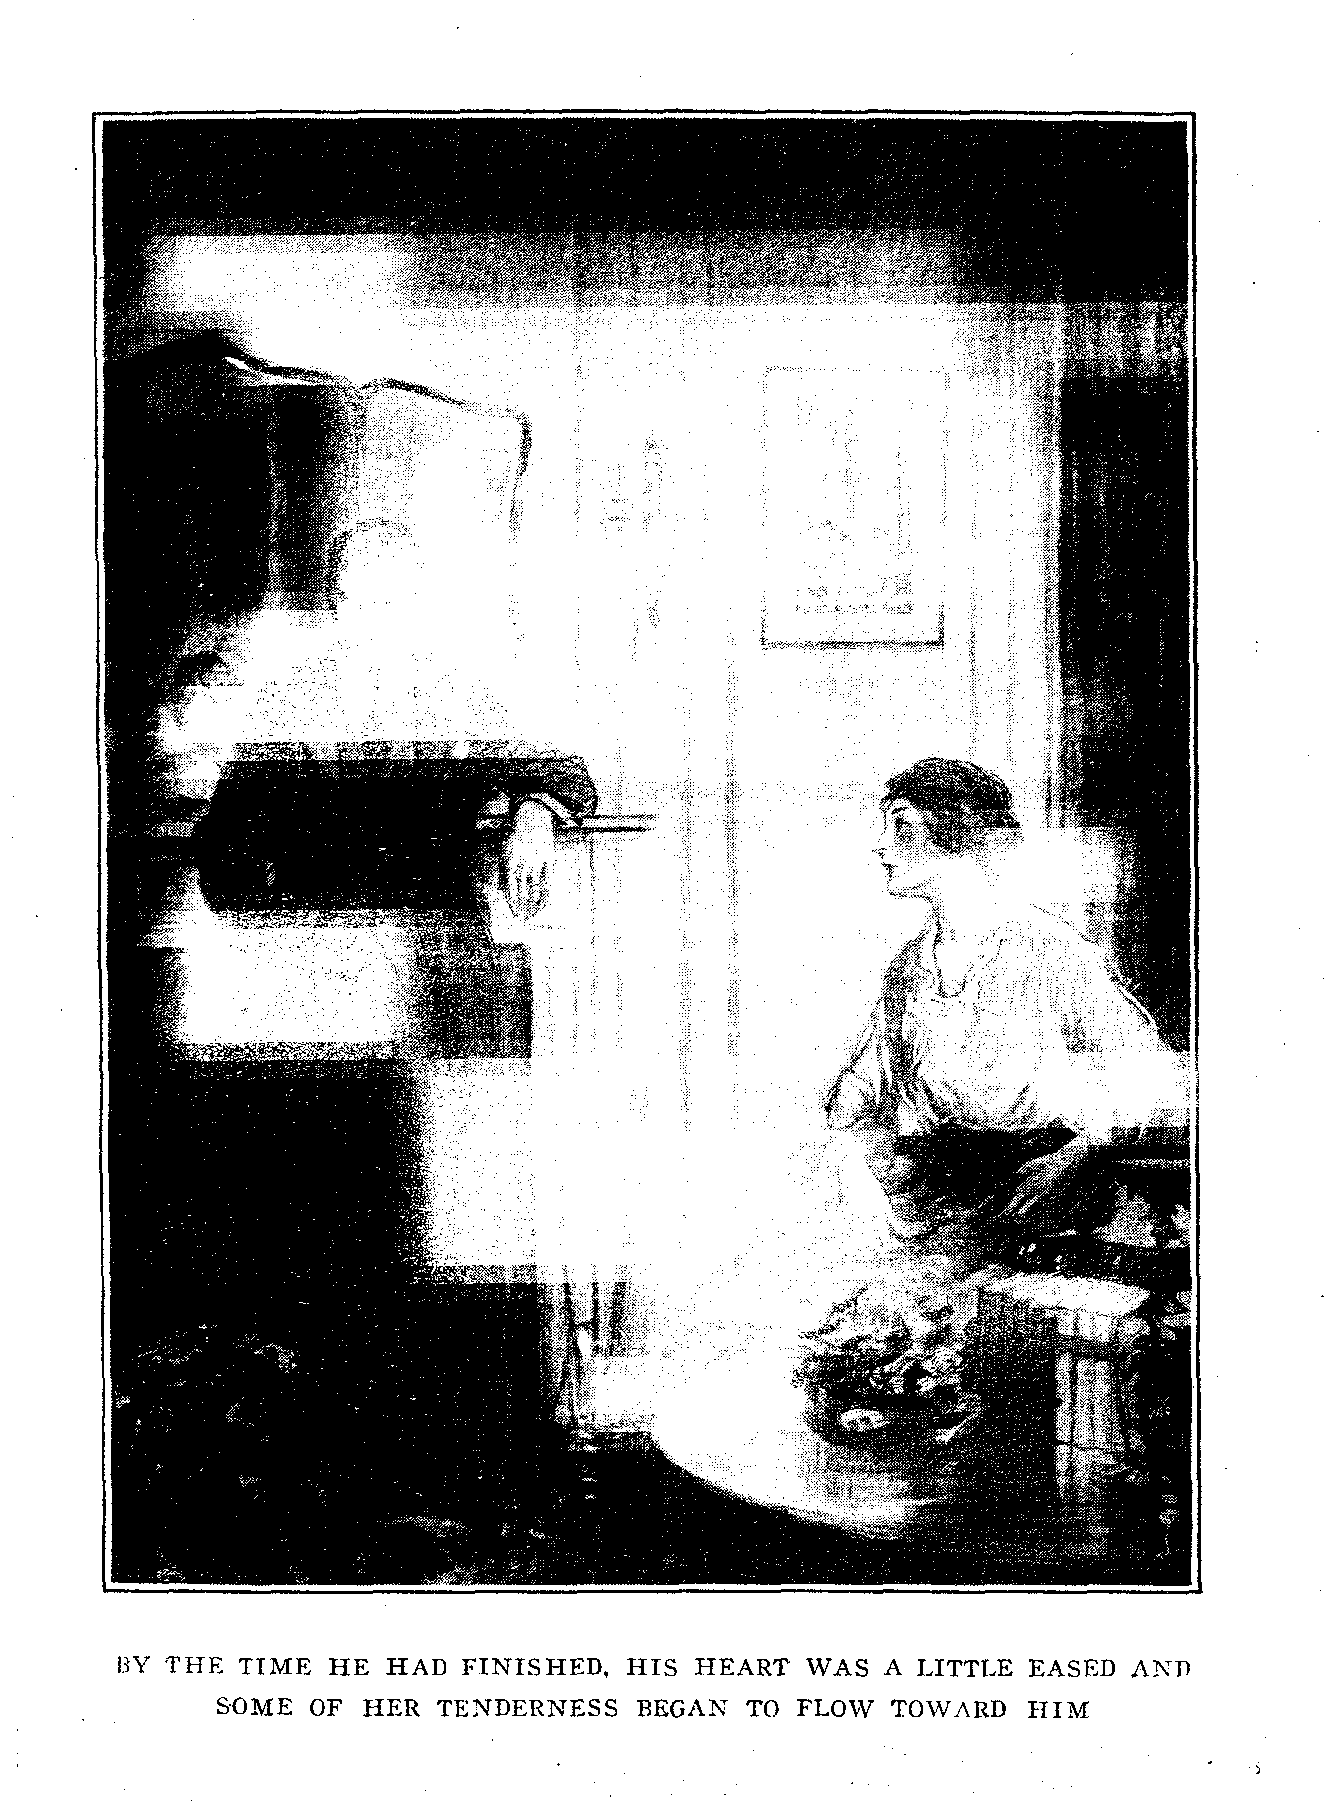 BY THE TIME HE HAD FINISHED, HIS HEART WAS A LITTLE EASED AND
SOME OF HER TENDERNESS BEGAN TO FLOW TOWARD HIM